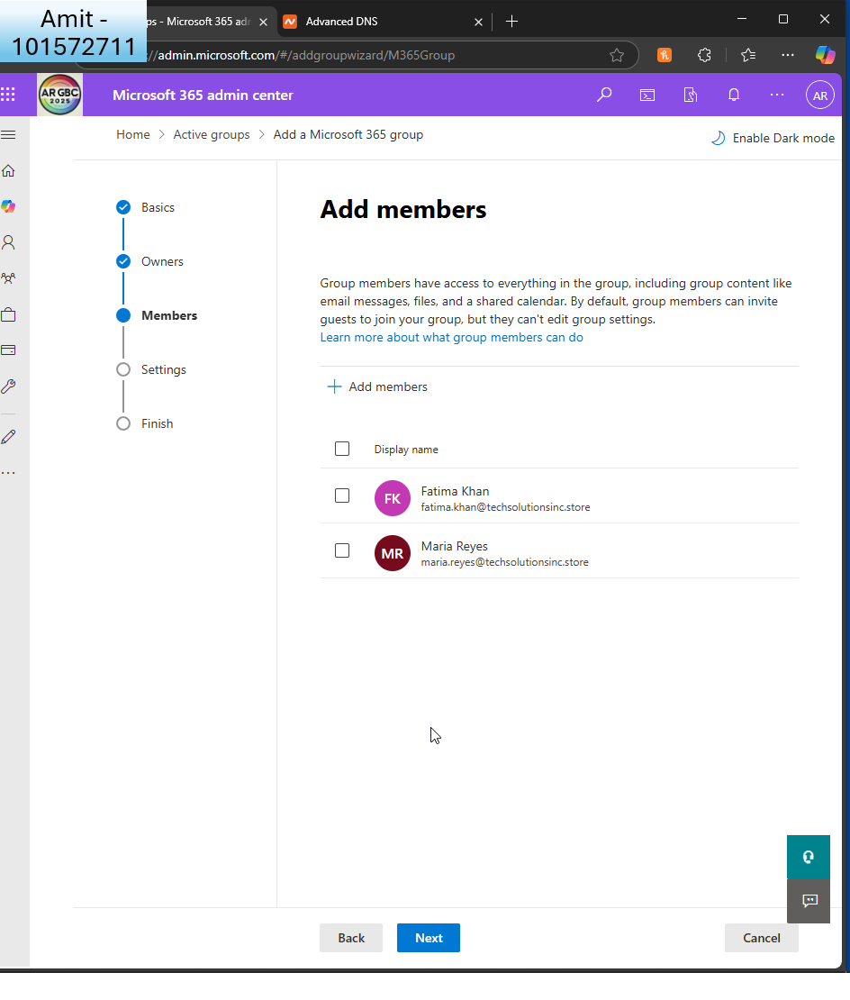 Amit -
101572711
ps - Microsoft 365 adr
Advanced DNS
://admin.microsoft.com/#/addgroupwizard/M365Group
AR GBC
2025
Microsoft 365 admin center
AR
Home > Active groups > Add a Microsoft 365 group
Enable Dark mode
Basics
Owners
Members
Settings
Finish
Add members
Group members have access to everything in the group, including group content like
email messages, files, and a shared calendar. By default, group members can invite
guests to join your group, but they can't edit group settings.
Learn more about what group members can do
Add members
Display name
FK
Fatima Khan
fatima.khan@techsolutionsinc.store
MR
Maria Reyes
maria.reyes@techsolutionsinc.store
Back
Next
Cancel